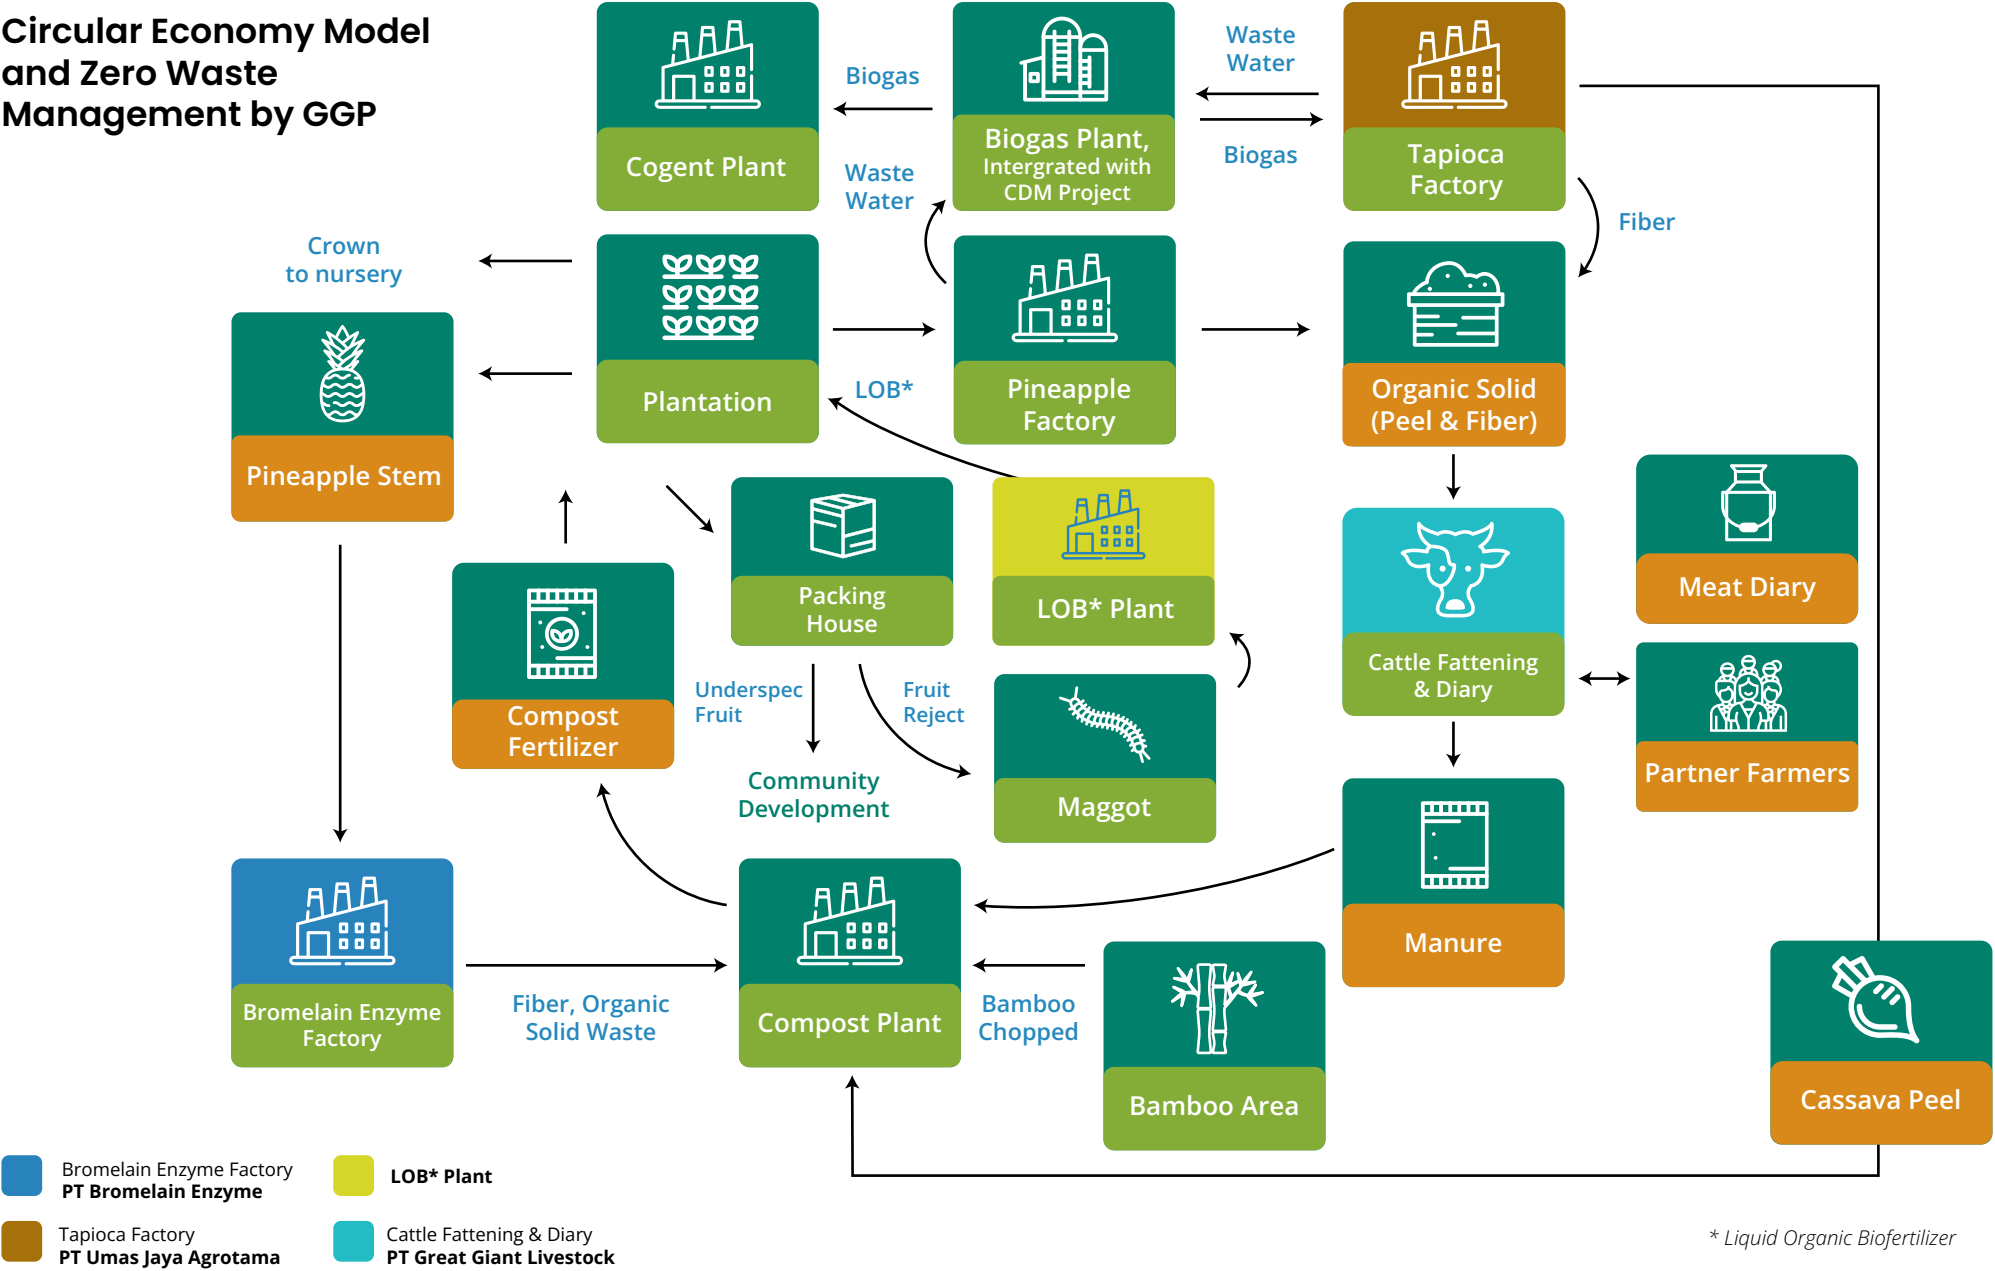 Circular Economy Model
and Zero Waste
Management by GGP
Cogent Plant
Biogas
Biogas Plant,
Intergrated with
CDM Project
Waste
Water
Biogas
Tapioca
Factory
Waste
Water
Fiber
Crown
to nursery
Plantation
LOB*
Pineapple
Factory
Organic Solid
(Peel & Fiber)
Pineapple Stem
Packing
House
LOB* Plant
Meat Diary
Cattle Fattening
& Diary
Partner Farmers
Compost
Fertilizer
Underspec
Fruit
Fruit
Reject
Community
Development
Maggot
Manure
Bromelain Enzyme
Factory
Fiber, Organic
Solid Waste
Compost Plant
Bamboo
Chopped
Bamboo Area
Cassava Peel
Bromelain Enzyme Factory
PT Bromelain Enzyme
LOB* Plant
Tapioca Factory
PT Umas Jaya Agrotama
Cattle Fattening & Diary
PT Great Giant Livestock
* Liquid Organic Biofertilizer